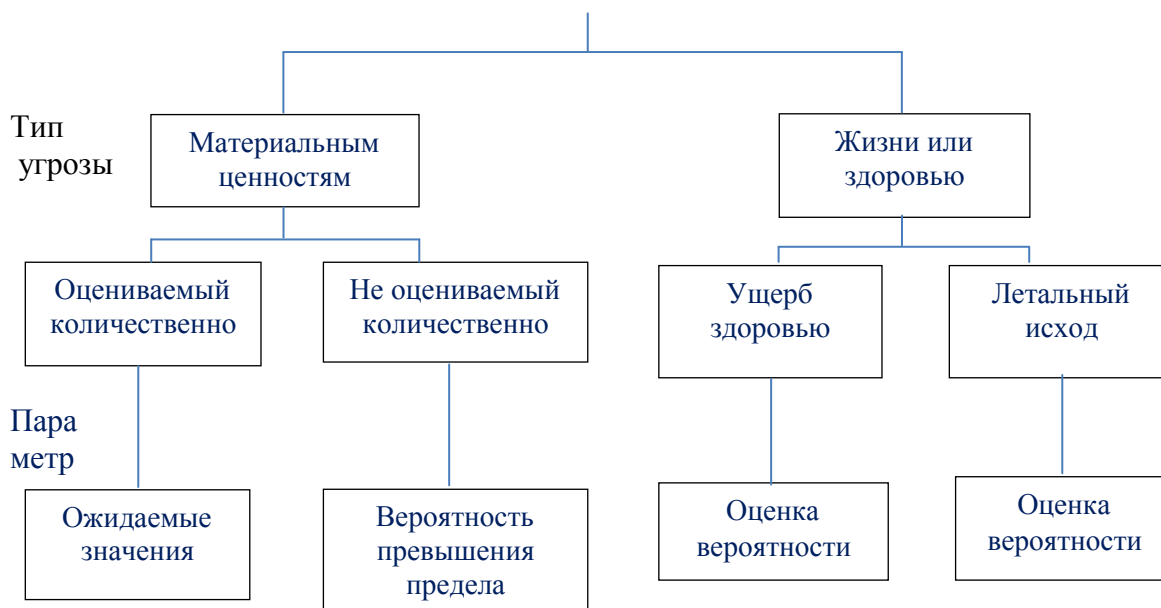 Тип
угрозы
Материальным
ценностям
Жизни или
здоровью
Оцениваемый
количественно
Не оцениваемый
количественно
Ущерб
здоровью
Летальный
исход
Пара
метр
Ожидаемые
значения
Вероятность
превышения
предела
Оценка
вероятности
Оценка
вероятности